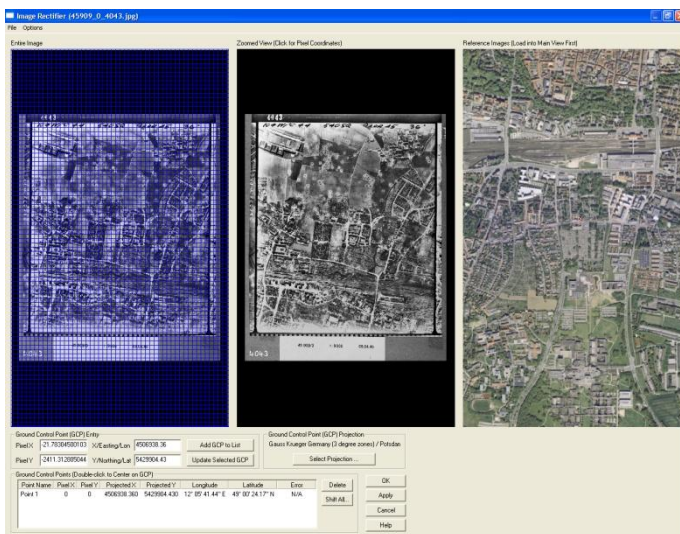 Image Rectifier (45909_0_4043.jpg)
File Options
Entire Image
Zoomed View (Click for Pixel Coordinates)
Reference Images (Load into Main View First)
4043
4043
4043
4043
Ground Control Point (GCP) Entry
Pixel X -21.78304580103 X/Easting/Lon 4506938.36 Add GCP to List
Pixel Y -2411.312885044 Y/Northing/Lat 5429904.43 Update Selected GCP
Ground Control Point (GCP) Projection
Gauss Krueger Germany (3 degree zones) / Potsdan
Select Projection ...
Ground Control Points (Double-click to Center on GCP)
Point Name Pixel X Pixel Y Projected X Projected Y Longitude Latitude Error
Point 1 0 0 4506938.360 5429904.430 12° 05' 41.44" E 49° 00' 24.17" N N/A
Delete
Shift All...
OK
Apply
Cancel
Help